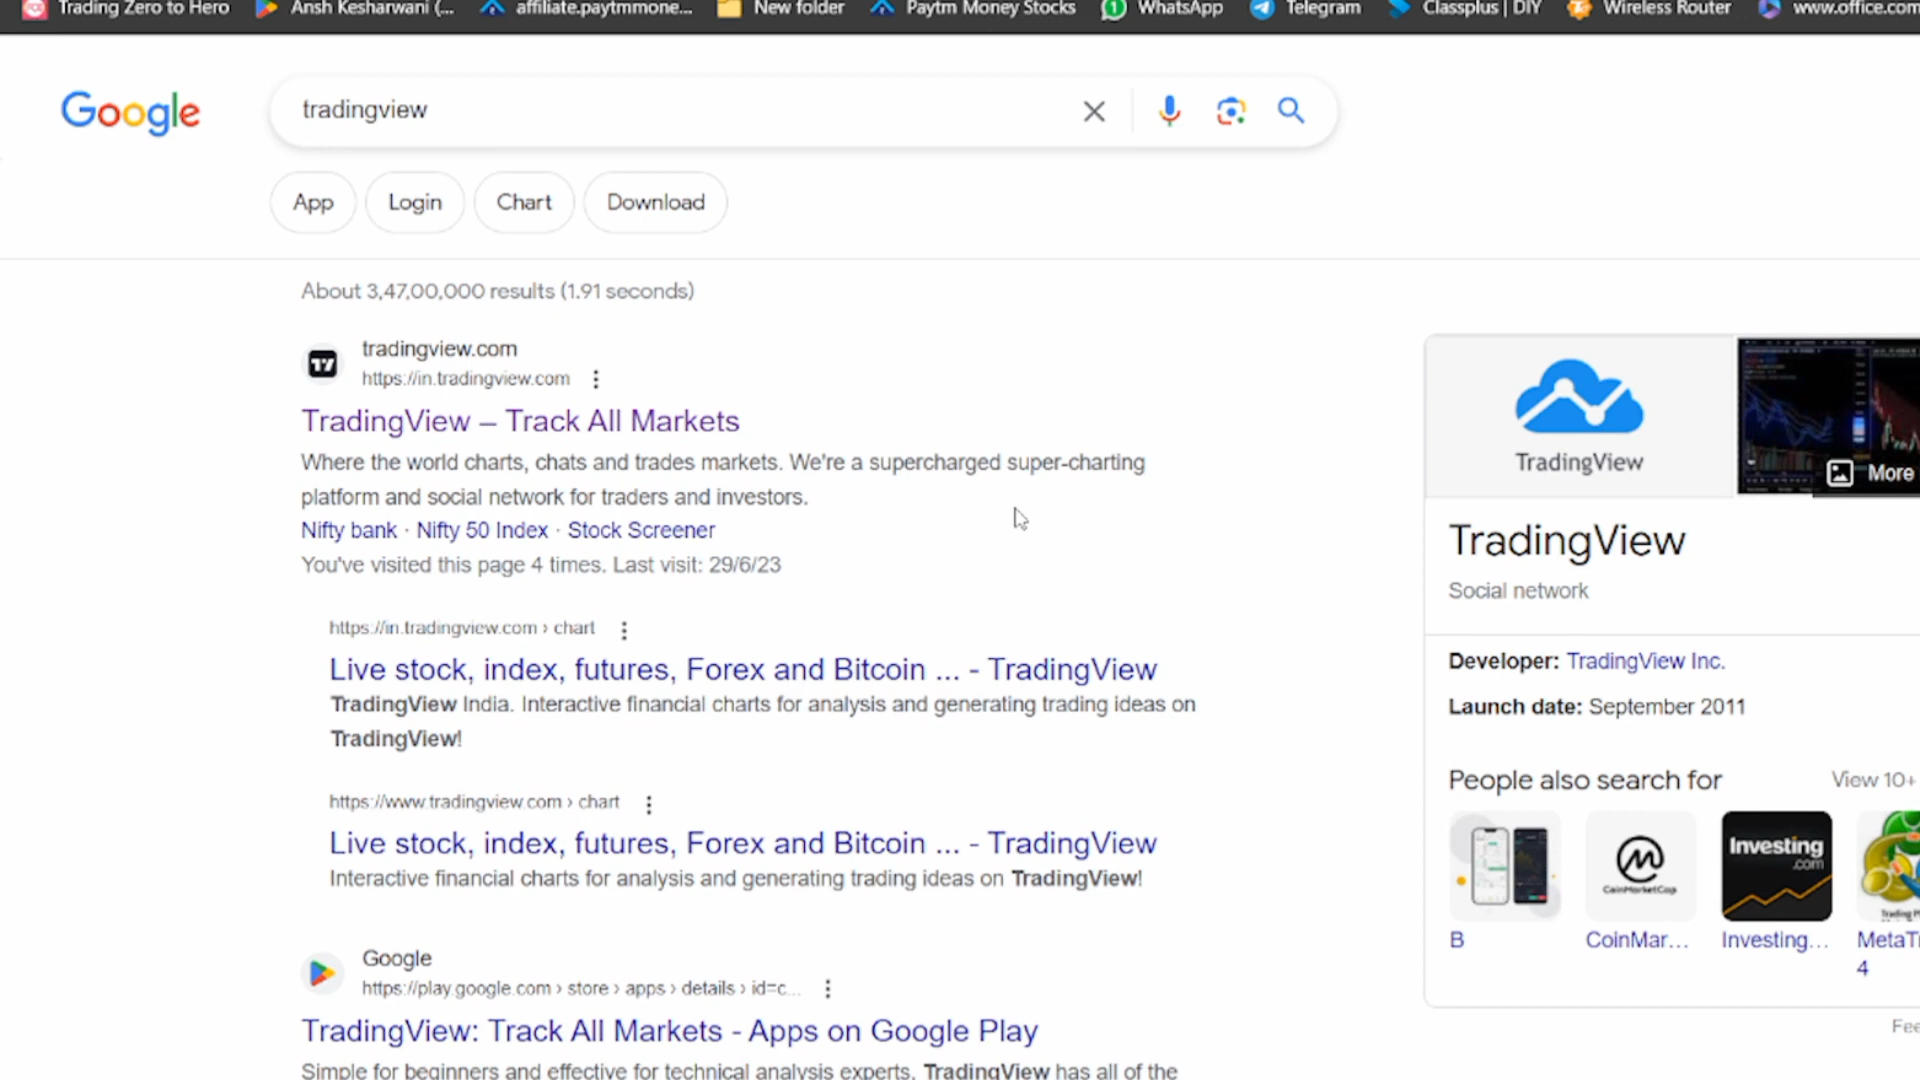 Trading Zero to Hero
Ansh Kesharwani (...
affiliate.paytmmone...
New folder
Paytm Money Stocks
WhatsApp
Telegram
Classplus | DIY
Wireless Router
www.office.com
Google
tradingview
App
Login
Chart
Download
About 3,47,00,000 results (1.91 seconds)
tradingview.com
https://in.tradingview.com
TradingView – Track All Markets
Where the world charts, chats and trades markets. We're a supercharged super-charting
platform and social network for traders and investors.
Nifty bank · Nifty 50 Index · Stock Screener
You've visited this page 4 times. Last visit: 29/6/23
https://in.tradingview.com › chart
Live stock, index, futures, Forex and Bitcoin ... - TradingView
TradingView India. Interactive financial charts for analysis and generating trading ideas on
TradingView!
https://www.tradingview.com › chart
Live stock, index, futures, Forex and Bitcoin ... - TradingView
Interactive financial charts for analysis and generating trading ideas on TradingView!
Google
https://play.google.com › store › apps › details › id=c...
TradingView: Track All Markets - Apps on Google Play
Simple for beginners and effective for technical analysis experts, TradingView has all of the
TradingView
More
TradingView
Social network
Developer: TradingView Inc.
Launch date: September 2011
People also search for
View 10+
CoinMarketCap
Investing
.com
B
CoinMar...
Investing...
MetaT
4
Fee